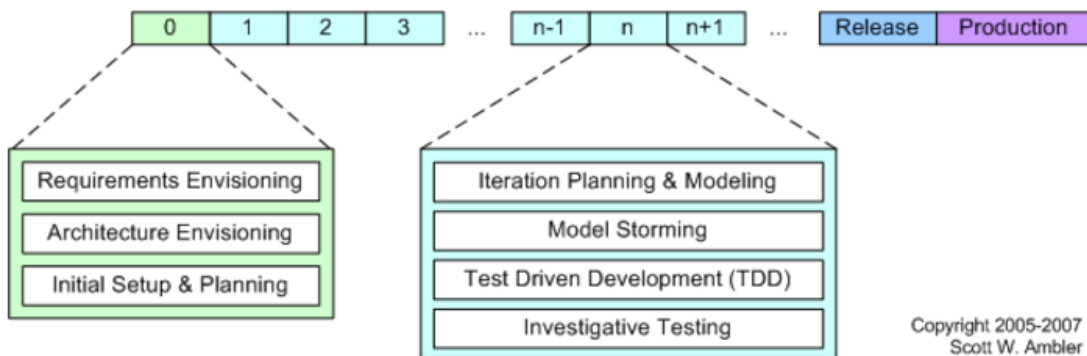 0 1 2 3 ... n-1 n n+1 ... Release Production
Requirements Envisioning
Architecture Envisioning
Initial Setup & Planning
Iteration Planning & Modeling
Model Storming
Test Driven Development (TDD)
Investigative Testing
Copyright 2005-2007
Scott W. Ambler